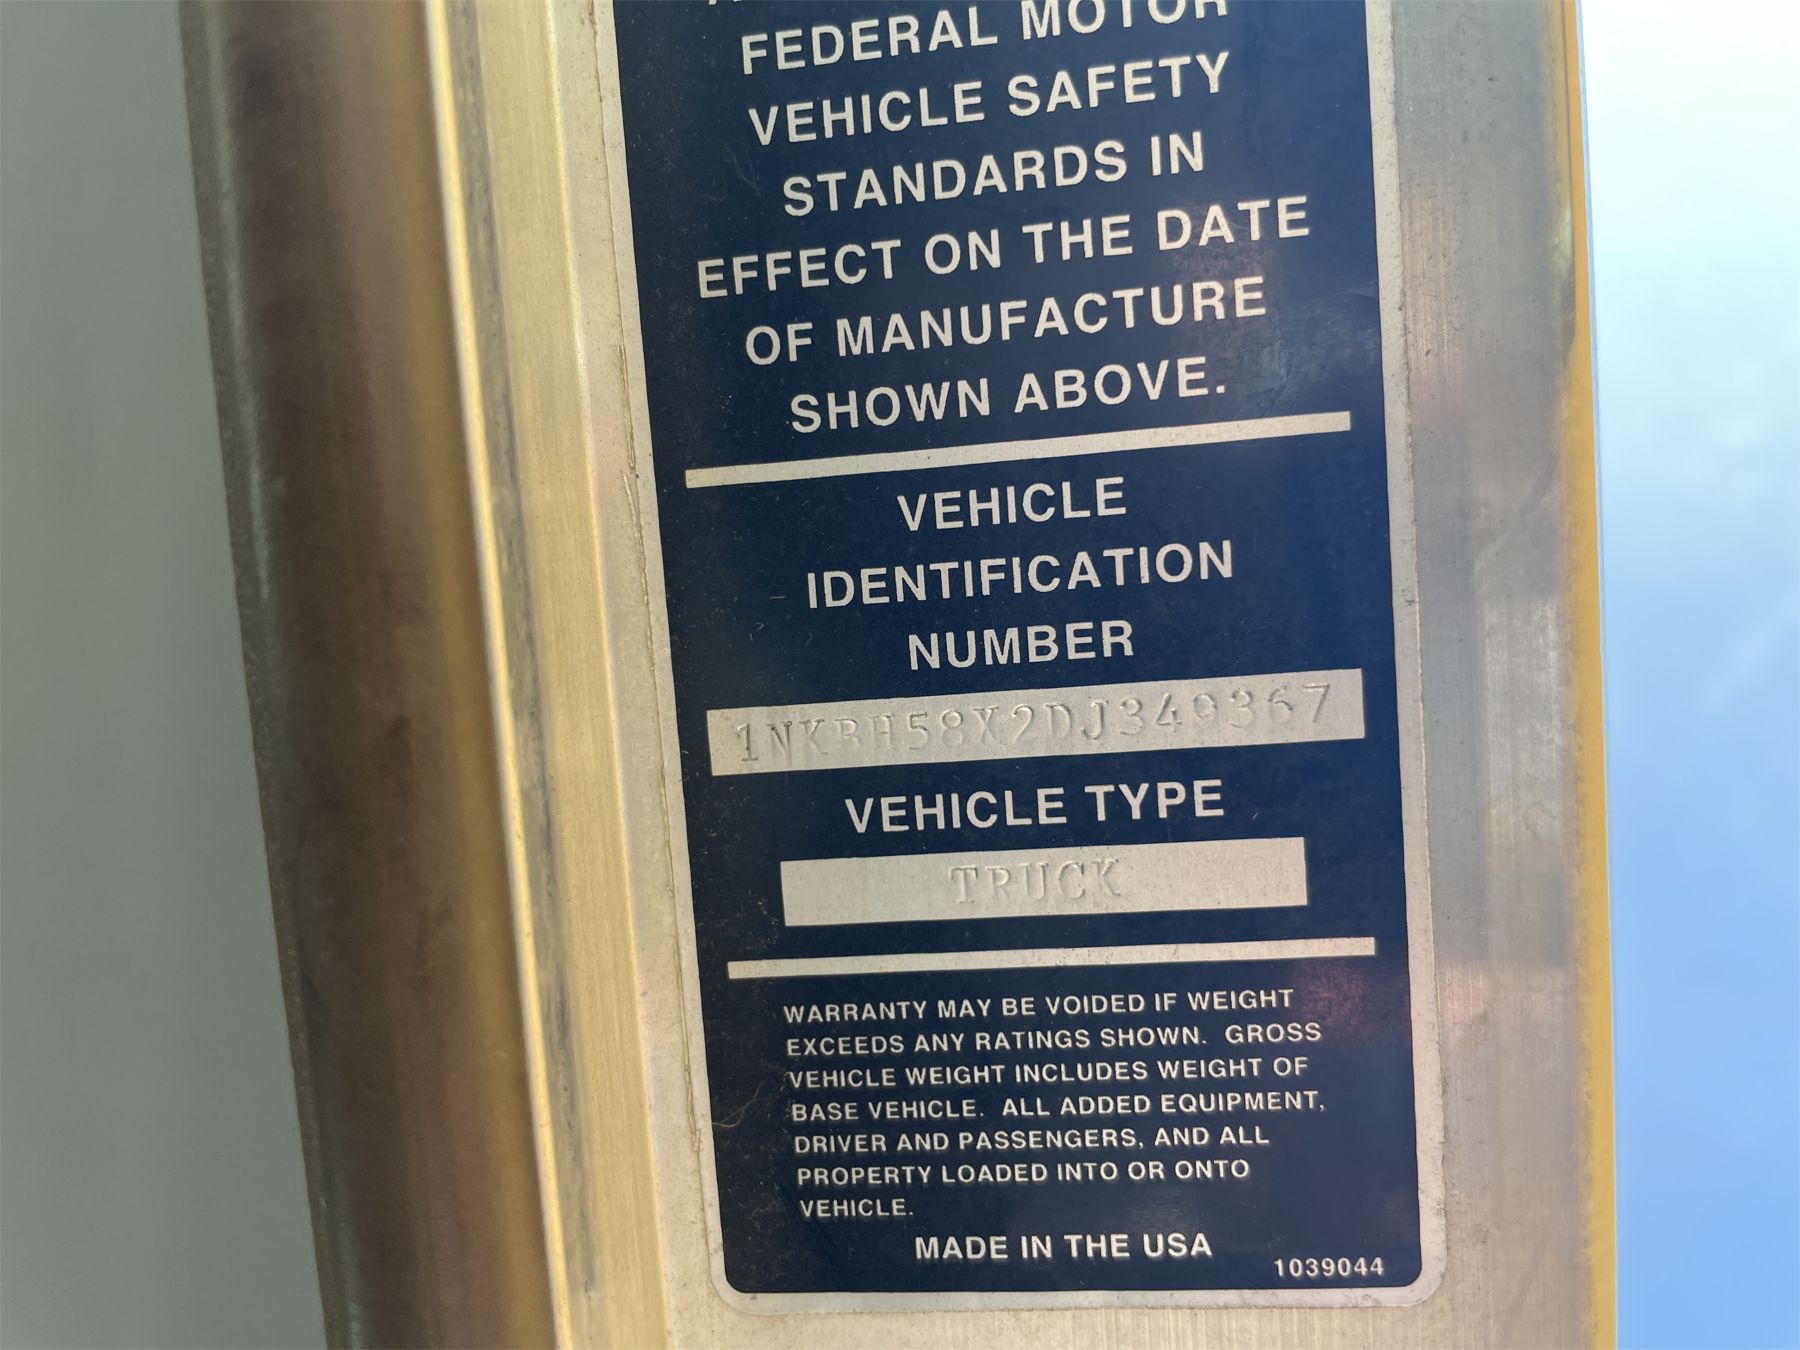 FEDERAL MOTOR
VEHICLE SAFETY
STANDARDS IN
EFFECT ON THE DATE
OF MANUFACTURE
SHOWN ABOVE.
VEHICLE
IDENTIFICATION
NUMBER
1NKBH58X2DJ349367
VEHICLE TYPE
TRUCK
WARRANTY MAY BE VOIDED IF WEIGHT
EXCEEDS ANY RATINGS SHOWN. GROSS
VEHICLE WEIGHT INCLUDES WEIGHT OF
BASE VEHICLE. ALL ADDED EQUIPMENT,
DRIVER AND PASSENGERS, AND ALL
PROPERTY LOADED INTO OR ONTO
VEHICLE.
MADE IN THE USA
1039044